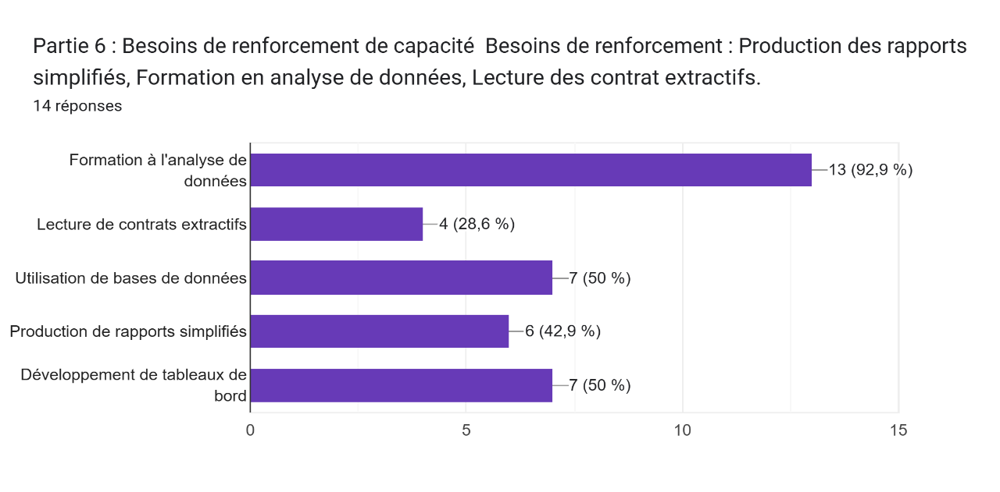 Partie 6 : Besoins de renforcement de capacité  Besoins de renforcement : Production des rapports
simplifiés, Formation en analyse de données, Lecture des contrat extractifs.
14 réponses
Formation à l'analyse de
données
13 (92,9 %)
Lecture de contrats extractifs
4 (28,6 %)
Utilisation de bases de données
7 (50 %)
Production de rapports simplifiés
6 (42,9 %)
Développement de tableaux de
bord
7 (50 %)
0 5 10 15